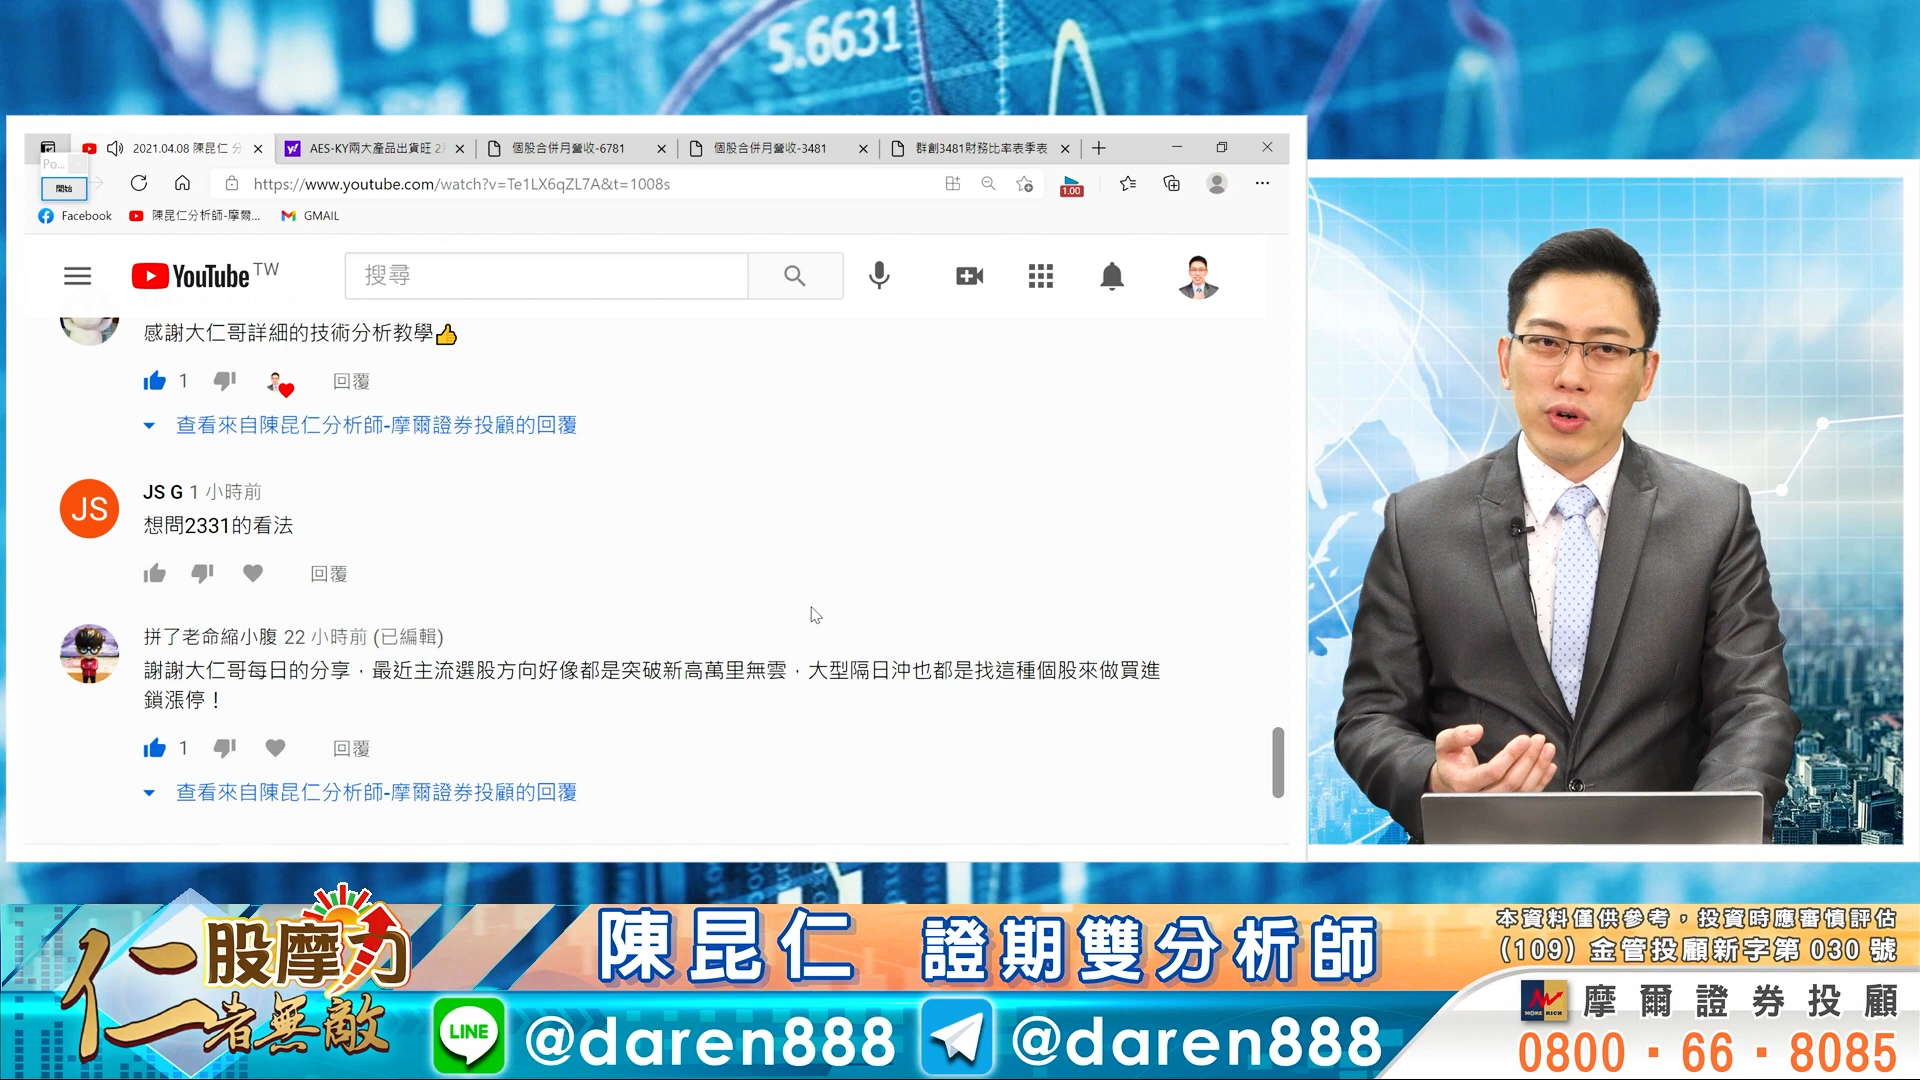 5.6631
2021.04.08 陳昆仁 分
AES-KY兩大產品出貨旺 2
個股合併月營收-6781
個股合併月營收-3481
群創3481財務比率表季表
Po...
開始
https://www.youtube.com/watch?v=Te1LX6qZL7A&t=1008s
1.00
Facebook
陳昆仁分析師-摩爾...
GMAIL
YouTube TW
搜尋
感謝大仁哥詳細的技術分析教學👍
1
回覆
查看來自陳昆仁分析師-摩爾證券投顧的回覆
JS
JS G 1 小時前
想問2331的看法
回覆
拼了老命縮小腹 22 小時前 (已編輯)
謝謝大仁哥每日的分享，最近主流選股方向好像都是突破新高萬里無雲，大型隔日沖也都是找這種個股來做買進
鎖漲停！
1
回覆
查看來自陳昆仁分析師-摩爾證券投顧的回覆
股摩力
仁者無敵
陳昆仁 證期雙分析師
LINE
@daren888
@daren888
本資料僅供參考，投資時應審慎評估
(109) 金管投顧新字第 030 號
MORE RICH
摩爾證券投顧
0800・66・8085